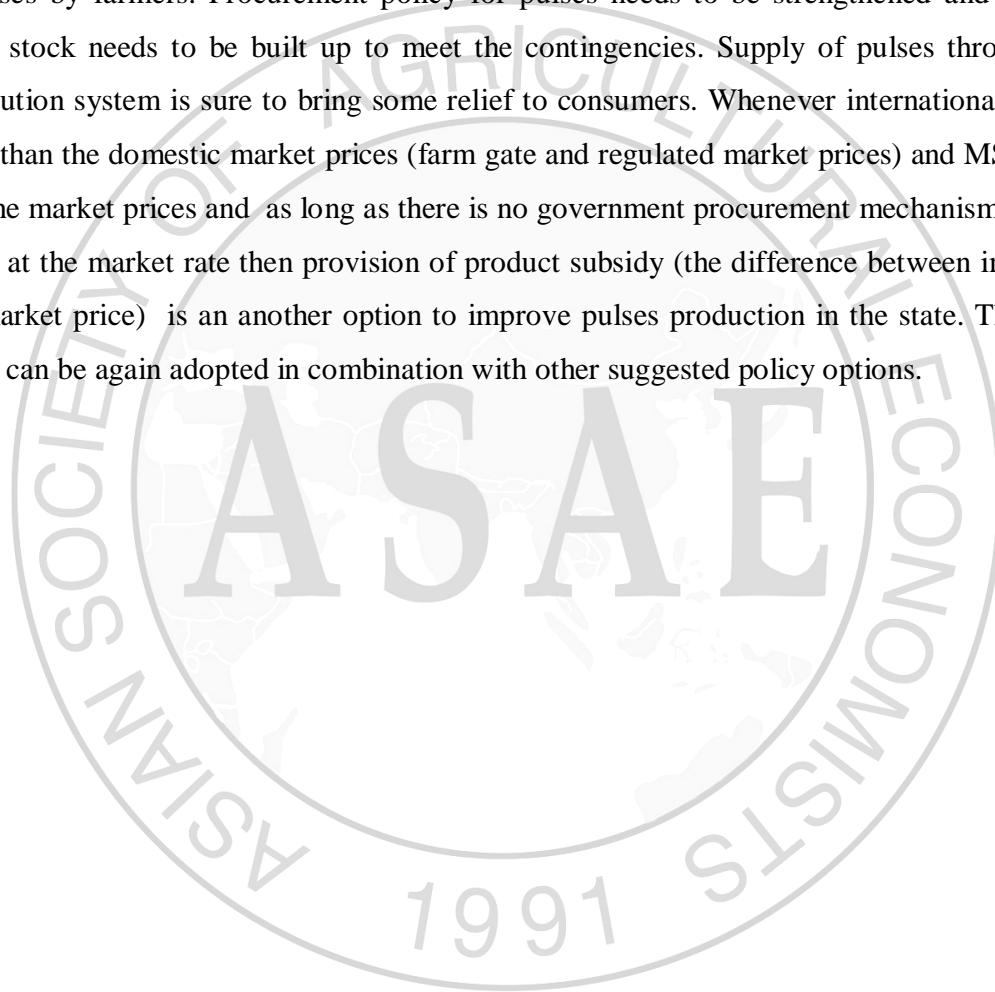 ses by farmers. Procurement policy for pulses needs to be strengthened and
stock needs to be built up to meet the contingencies. Supply of pulses thro
ution system is sure to bring some relief to consumers. Whenever internationa
than the domestic market prices (farm gate and regulated market prices) and MS
ne market prices and as long as there is no government procurement mechanism
at the market rate then provision of product subsidy (the difference between in
arket price) is an another option to improve pulses production in the state. T
can be again adopted in combination with other suggested policy options.
ASIAN SOCIETY OF AGRICULTURAL ECONOMISTS
ASAE
1991